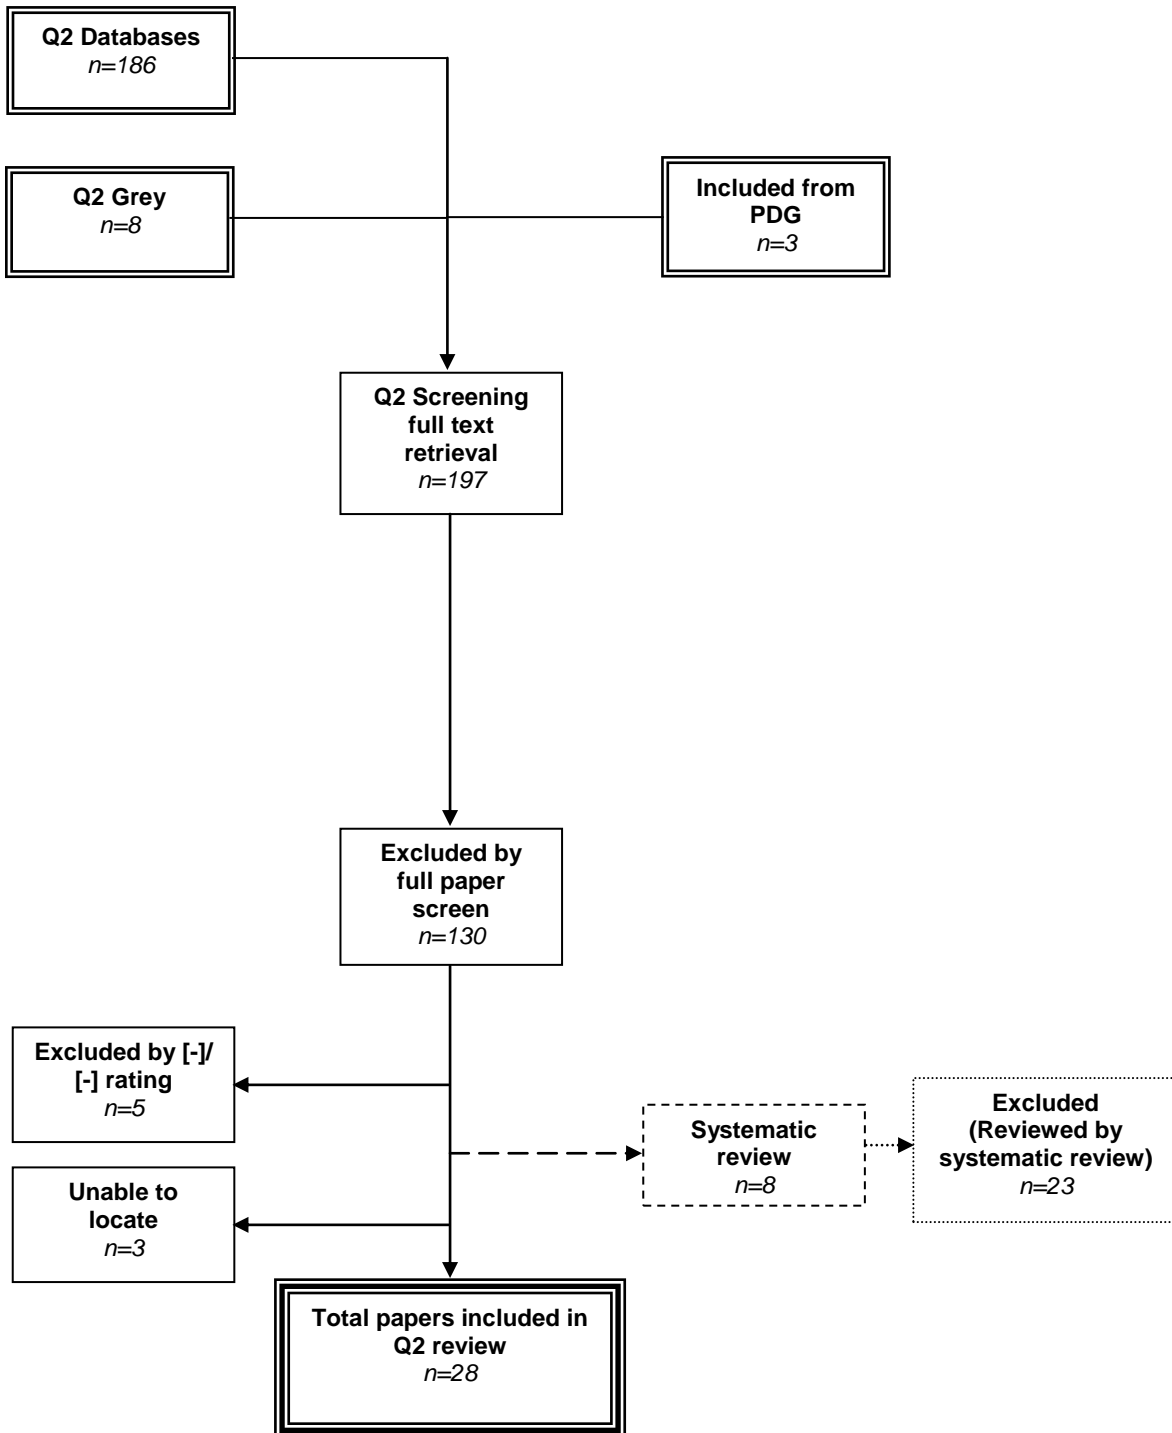 Q2 Databases
n=186
Q2 Grey
n=8
Included from
PDG
n=3
Q2 Screening
full text
retrieval
n=197
Excluded by
full paper
screen
n=130
Excluded by [-]/
[-] rating
n=5
Systematic
review
n=8
Excluded
(Reviewed by
systematic review)
n=23
Unable to
locate
n=3
Total papers included in
Q2 review
n=28